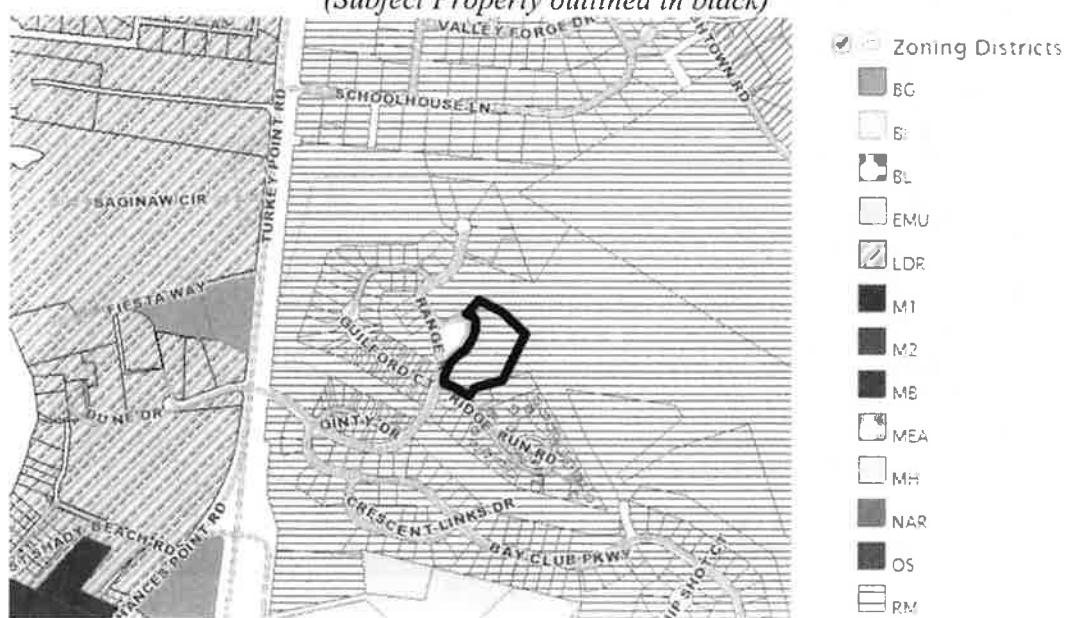 (Subject Property outlined in black)
VALLEY FORGE DR
SCHOOLHOUSE LN
TURKEY POINT RD
SAGINAW CIR
FIESTA WAY
RANGE
GUILFORD CT
DUNE DR
RIDGE RUN RD
CRESCENT LINKS DR
BAY CLUB PKWY
SHADY BEACH RD
Zoning Districts
BG
BI
BL
EMU
LDR
M1
M2
MB
MEA
MH
NAR
OS
RM